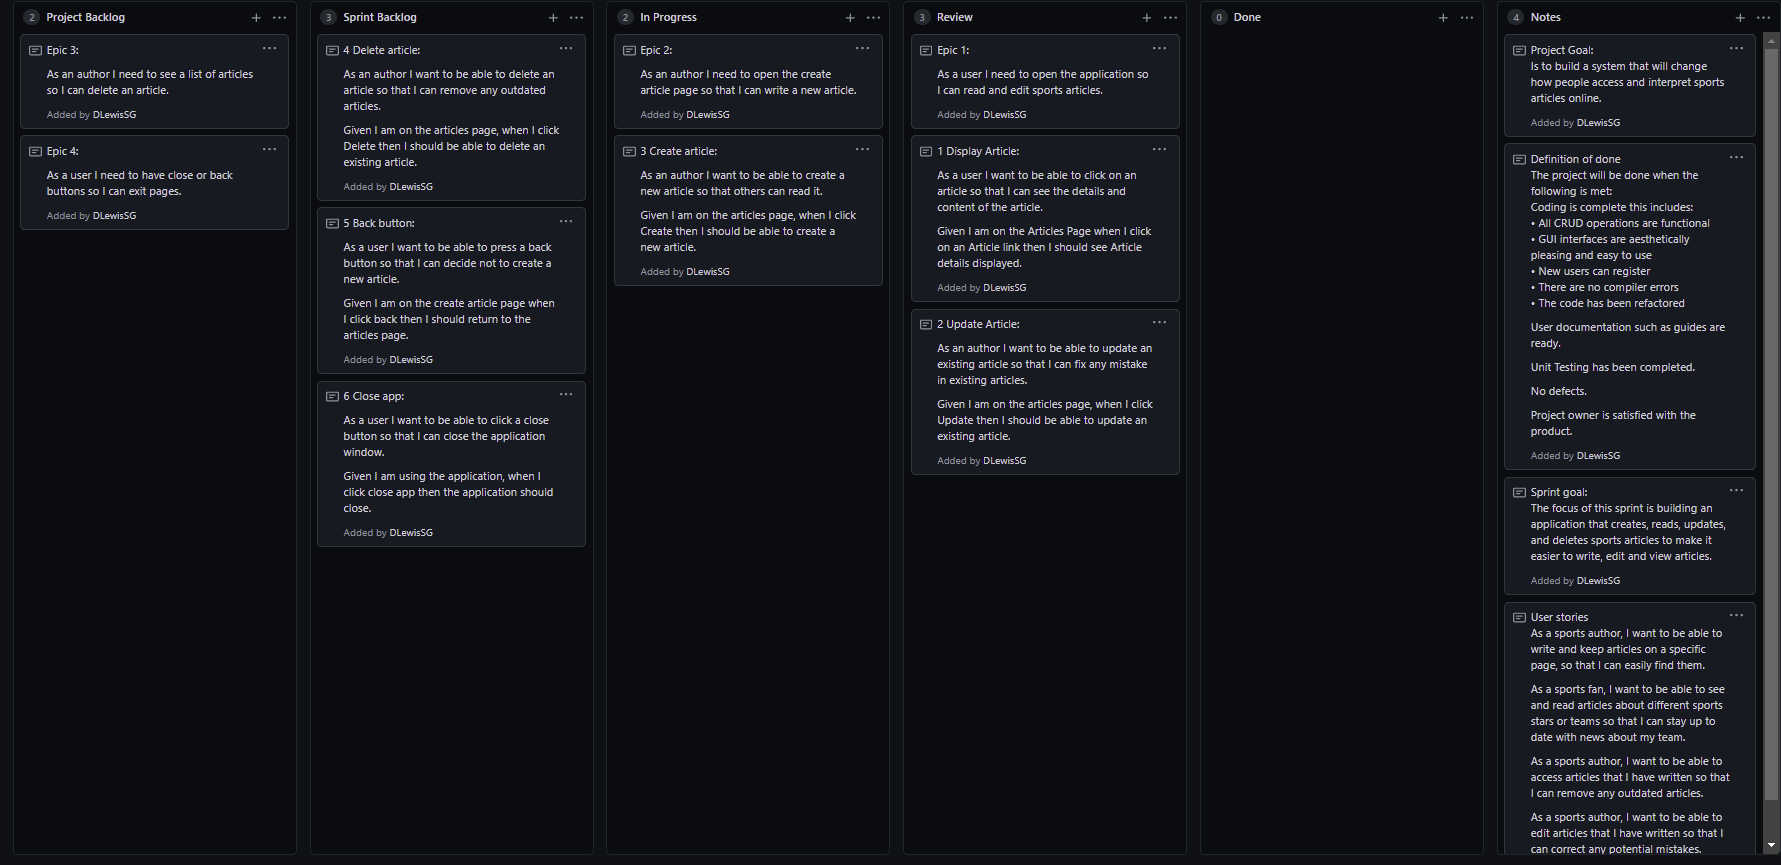 2 Project Backlog
Epic 3:
As an author I need to see a list of articles
so I can delete an article.
Added by DLewisSG
Epic 4:
As a user I need to have close or back
buttons so I can exit pages.
Added by DLewisSG
3 Sprint Backlog
4 Delete article:
As an author I want to be able to delete an
article so that I can remove any outdated
articles.
Given I am on the articles page, when I click
Delete then I should be able to delete an
existing article.
Added by DLewisSG
5 Back button:
As a user I want to be able to press a back
button so that I can decide not to create a
new article.
Given I am on the create article page when
I click back then I should return to the
articles page.
Added by DLewisSG
6 Close app:
As a user I want to be able to click a close
button so that I can close the application
window.
Given I am using the application, when I
click close app then the application should
close.
Added by DLewisSG
2 In Progress
Epic 2:
As an author I need to open the create
article page so that I can write a new article.
Added by DLewisSG
3 Create article:
As an author I want to be able to create a
new article so that others can read it.
Given I am on the articles page, when I click
Create then I should be able to create a
new article.
Added by DLewisSG
3 Review
Epic 1:
As a user I need to open the application so
I can read and edit sports articles.
Added by DLewisSG
1 Display Article:
As a user I want to be able to click on an
article so that I can see the details and
content of the article.
Given I am on the Articles Page when I click
on an Article link then I should see Article
details displayed.
Added by DLewisSG
2 Update Article:
As an author I want to be able to update an
existing article so that I can fix any mistake
in existing articles.
Given I am on the articles page, when I click
Update then I should be able to update an
existing article.
Added by DLewisSG
0 Done
4 Notes
Project Goal:
Is to build a system that will change
how people access and interpret sports
articles online.
Added by DLewisSG
Definition of done
The project will be done when the
following is met:
Coding is complete this includes:
• All CRUD operations are functional
• GUI interfaces are aesthetically
pleasing and easy to use
• New users can register
• There are no compiler errors
• The code has been refactored
User documentation such as guides are
ready.
Unit Testing has been completed.
No defects.
Project owner is satisfied with the
product.
Added by DLewisSG
Sprint goal:
The focus of this sprint is building an
application that creates, reads, updates,
and deletes sports articles to make it
easier to write, edit and view articles.
Added by DLewisSG
User stories
As a sports author, I want to be able to
write and keep articles on a specific
page, so that I can easily find them.
As a sports fan, I want to be able to see
and read articles about different sports
stars or teams so that I can stay up to
date with news about my team.
As a sports author, I want to be able to
access articles that I have written so that
I can remove any outdated articles.
As a sports author, I want to be able to
edit articles that I have written so that I
can correct any potential mistakes.